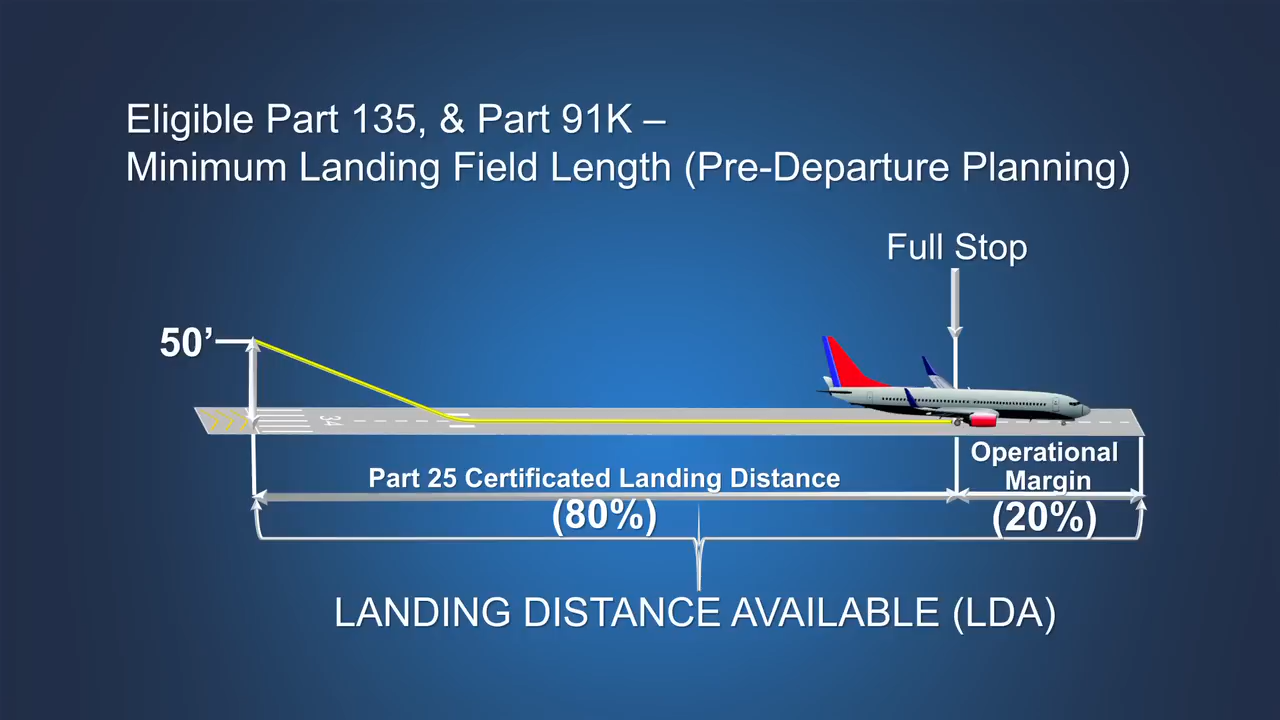 Eligible Part 135, & Part 91K –
Minimum Landing Field Length (Pre-Departure Planning)
Full Stop
50’
34
Part 25 Certificated Landing Distance
(80%)
Operational
Margin
(20%)
LANDING DISTANCE AVAILABLE (LDA)